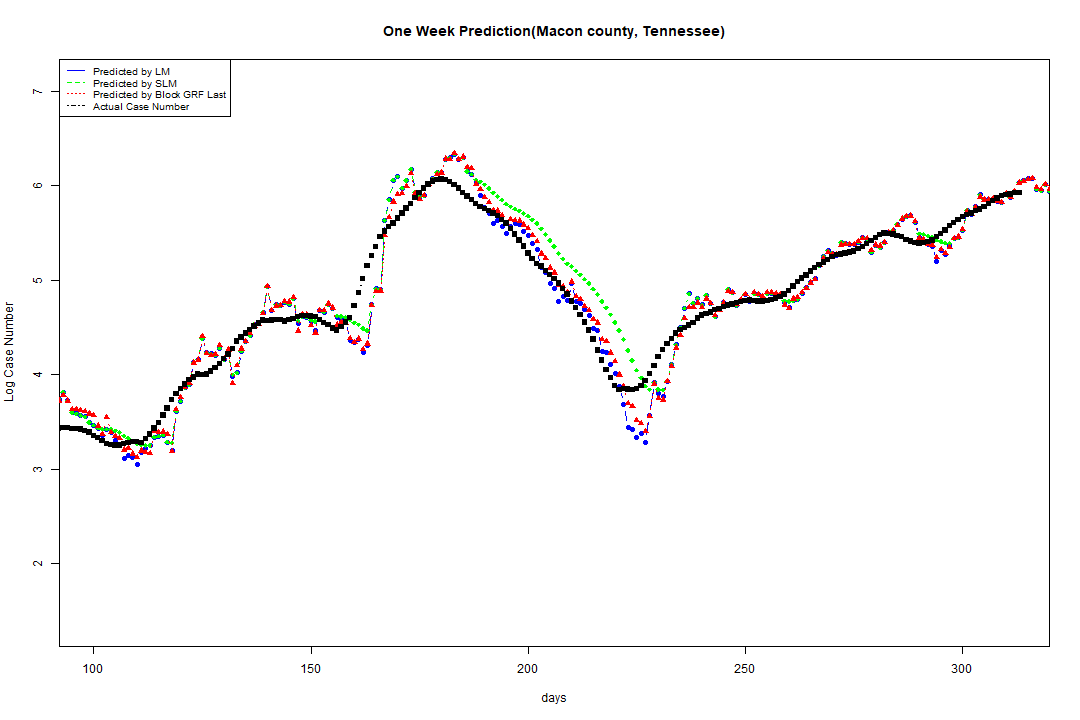 One Week Prediction(Macon county, Tennessee)
Predicted by LM
Predicted by SLM
Predicted by Block GRF Last
Actual Case Number
7
6
5
4
3
2
Log Case Number
100 150 200 250 300
days